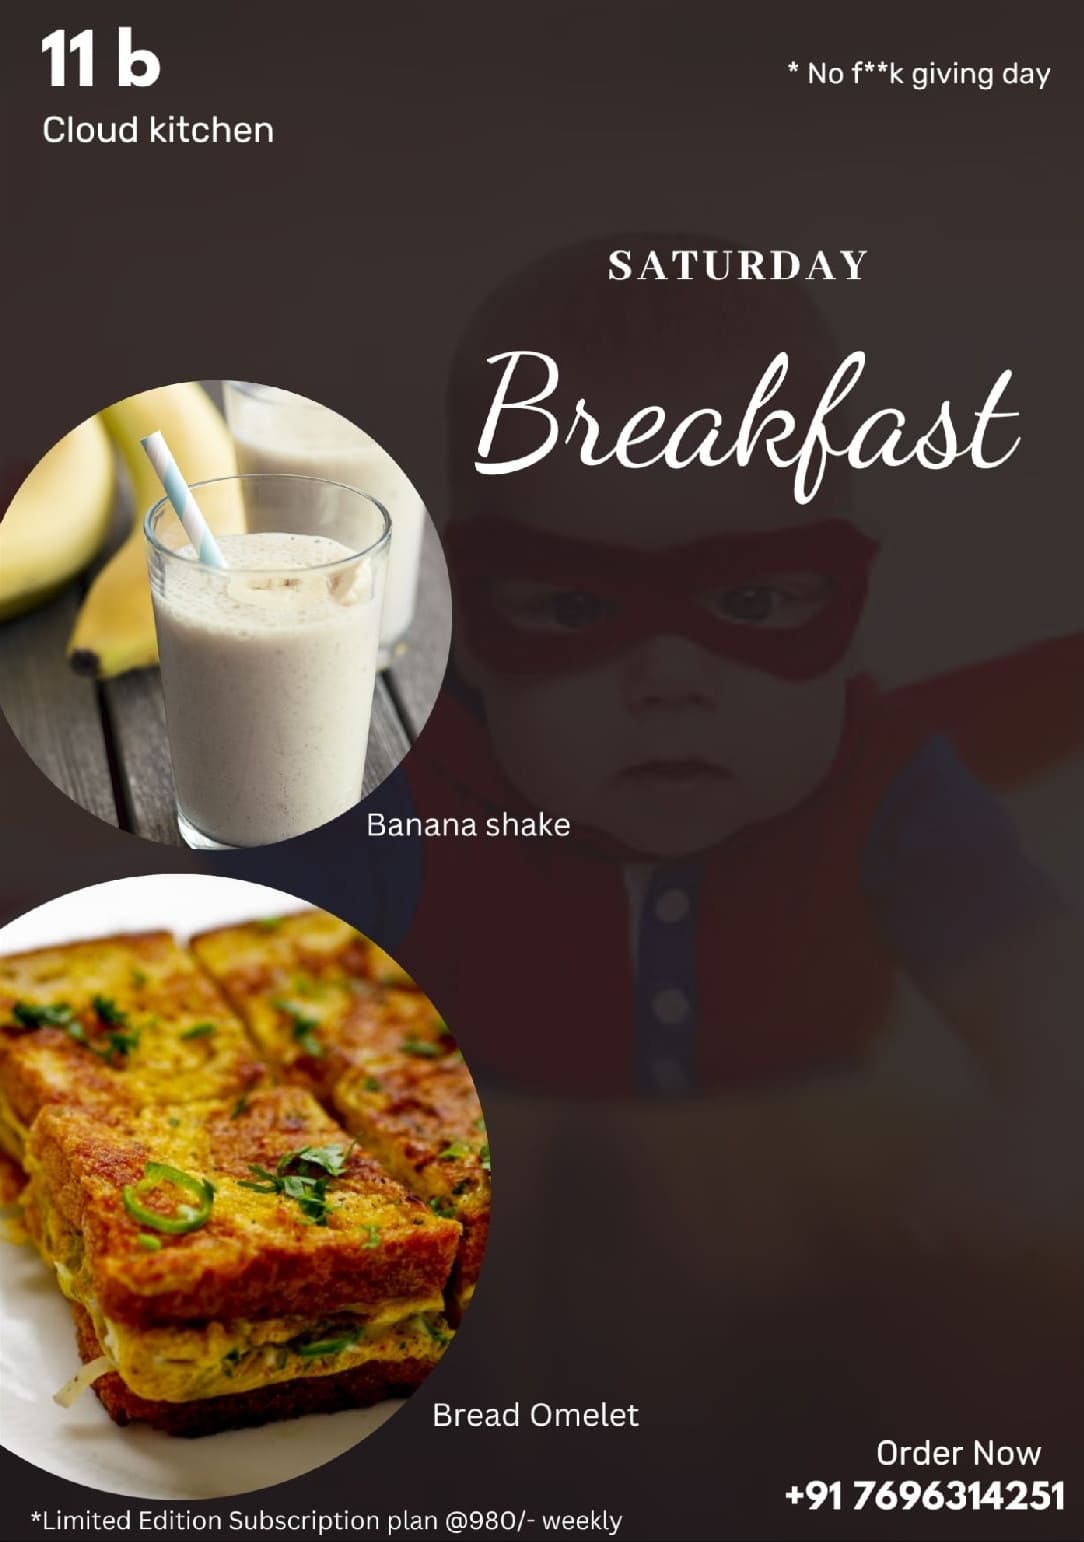 11 b
Cloud kitchen
* No f**k giving day
SATURDAY
Breakfast
Banana shake
Bread Omelet
Order Now
+91 7696314251
*Limited Edition Subscription plan @980/- weekly